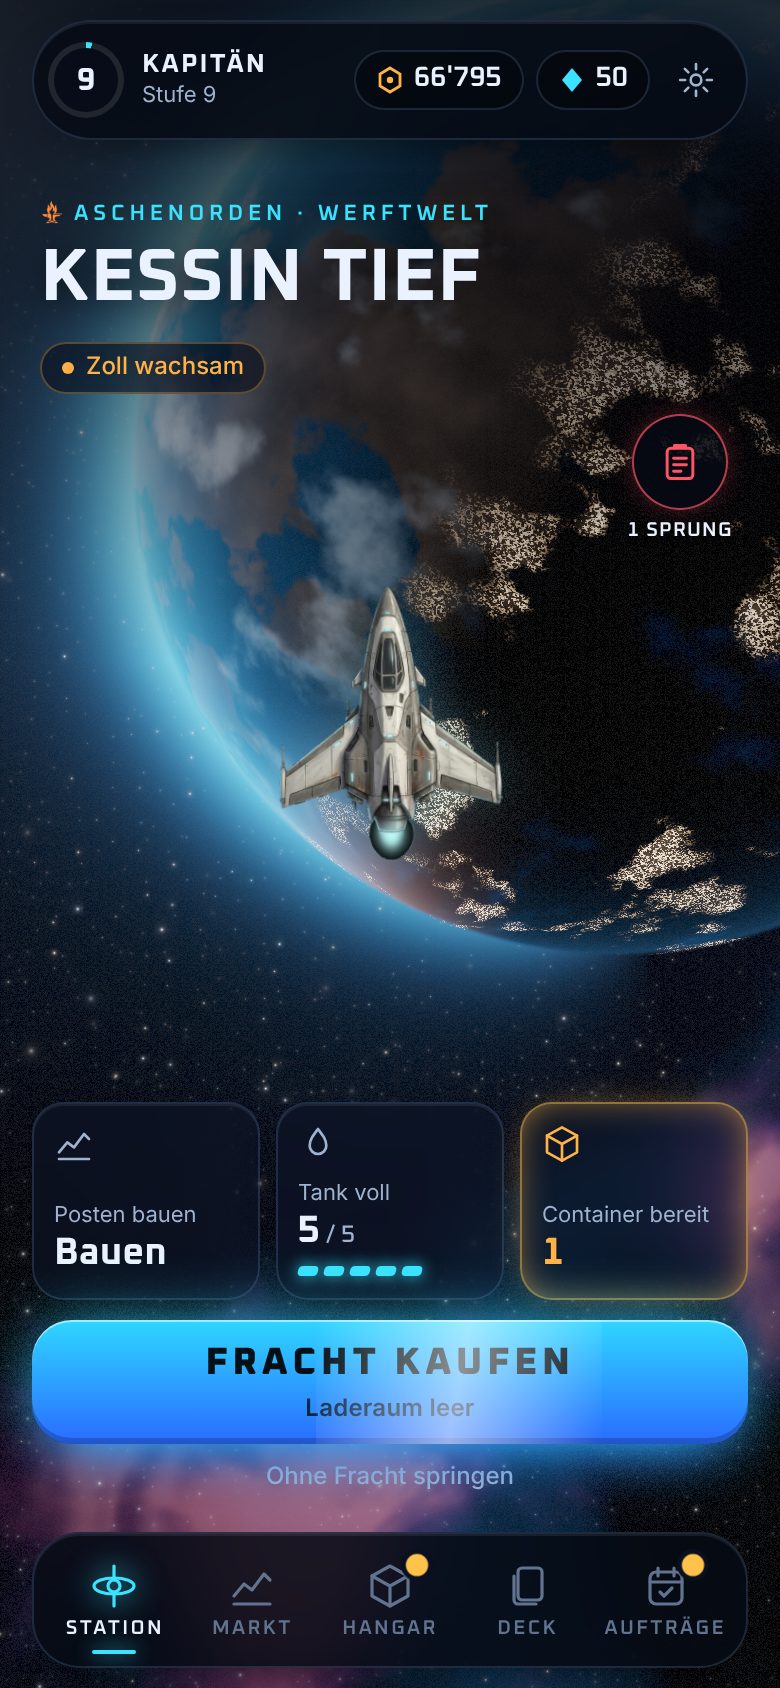 9
KAPITÄN
Stufe 9
66'795
50
ASCHENORDEN · WERFTWELT
KESSIN TIEF
Zoll wachsam
1 SPRUNG
Posten bauen
Bauen
Tank voll
5 / 5
Container bereit
1
FRACHT KAUFEN
Laderaum leer
Ohne Fracht springen
STATION
MARKT
HANGAR
DECK
AUFTRÄGE